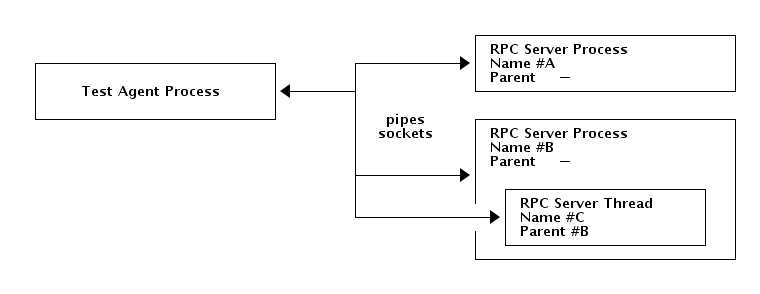 Test Agent Process
pipes
sockets
RPC Server Process
Name #A
Parent —
RPC Server Process
Name #B
Parent —
RPC Server Thread
Name #C
Parent #B